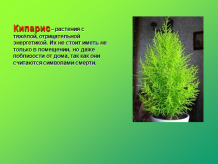 Кипарис - растения с
тяжёлой, отрицательной
энергетикой. Их не стоит иметь не
только в помещении, но даже
поблизости от дома, так как они
считаются символами смерти.